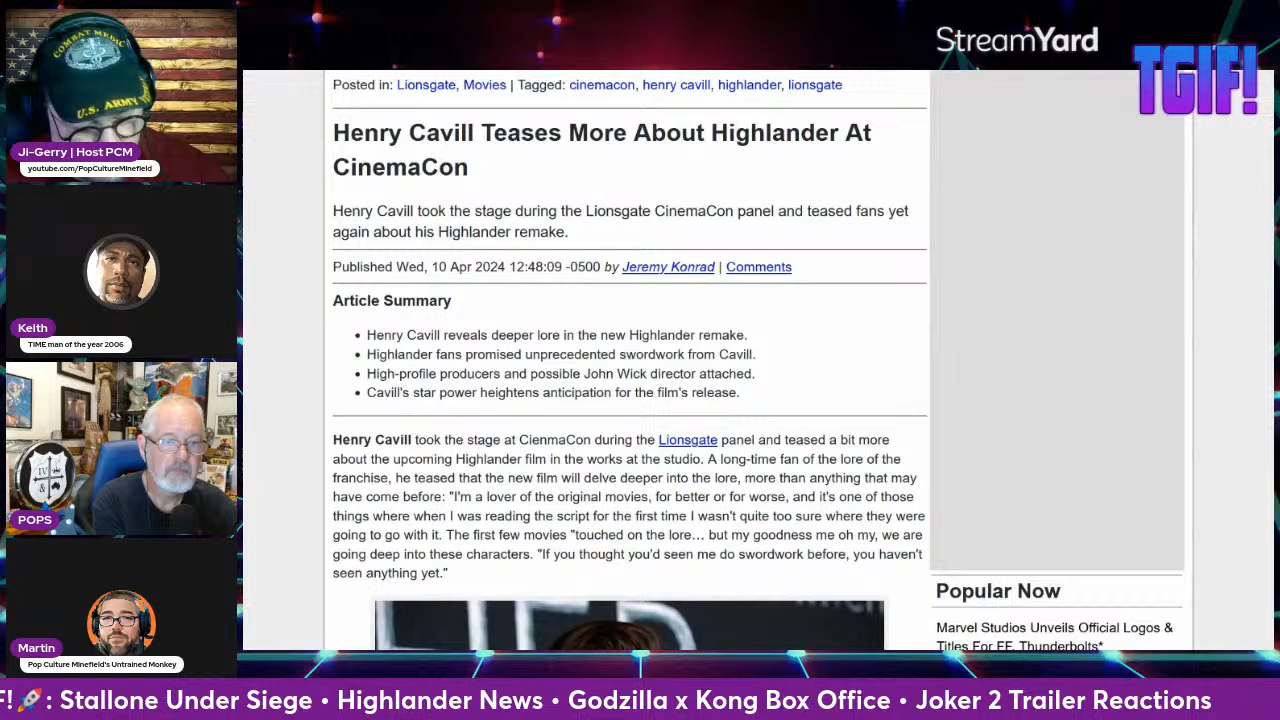 COMBAT MEDIC
U.S. ARMY
JI-Gerry | Host PCM
youtube.com/PopCultureMinefield
Keith
TIME man of the year 2006
IV
&
POPS
Martin
Pop Culture Minefield's Untrained Monkey
StreamYard
TGIF!
Posted in: Lionsgate, Movies | Tagged: cinemacon, henry cavill, highlander, lionsgate
Henry Cavill Teases More About Highlander At
CinemaCon
Henry Cavill took the stage during the Lionsgate CinemaCon panel and teased fans yet
again about his Highlander remake.
Published Wed, 10 Apr 2024 12:48:09 -0500 by Jeremy Konrad | Comments
Article Summary
• Henry Cavill reveals deeper lore in the new Highlander remake.
• Highlander fans promised unprecedented swordwork from Cavill.
• High-profile producers and possible John Wick director attached.
• Cavill's star power heightens anticipation for the film's release.
Henry Cavill took the stage at CienmaCon during the Lionsgate panel and teased a bit more
about the upcoming Highlander film in the works at the studio. A long-time fan of the lore of the
franchise, he teased that the new film will delve deeper into the lore, more than anything that may
have come before: "I'm a lover of the original movies, for better or for worse, and it's one of those
things where when I was reading the script for the first time I wasn't quite too sure where they were
going to go with it. The first few movies "touched on the lore… but my goodness me oh my, we are
going deep into these characters. "If you thought you'd seen me do swordwork before, you haven't
seen anything yet."
Popular Now
Marvel Studios Unveils Official Logos &
Titles For FF, Thunderbolts*
F!🚀: Stallone Under Siege • Highlander News • Godzilla x Kong Box Office • Joker 2 Trailer Reactions